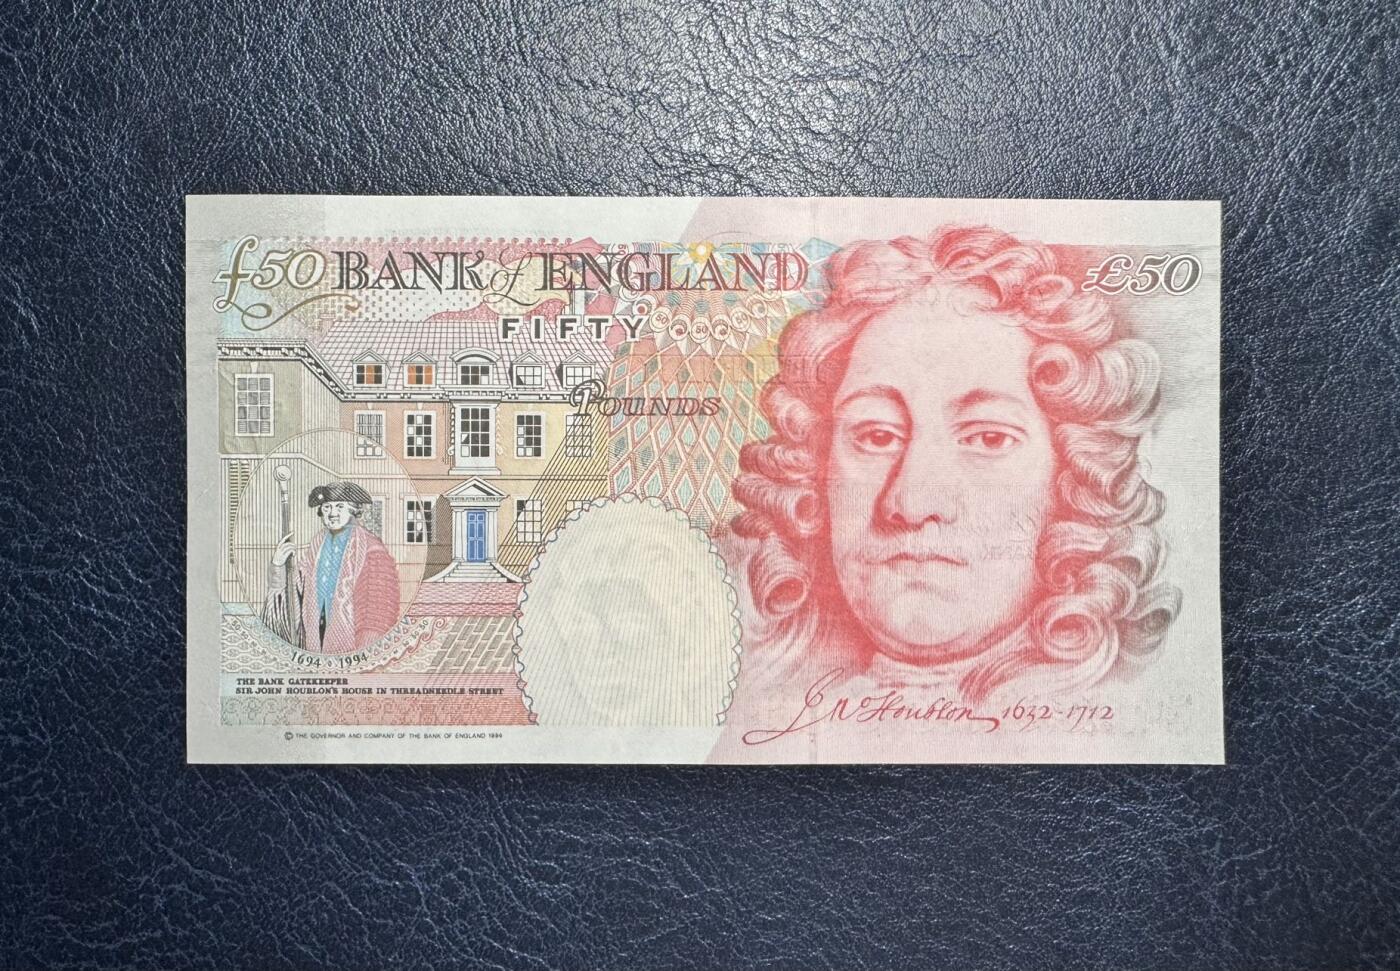 £50 BANK of ENGLAND £50
FIFTY
POUNDS
1694 ◦ 1994
THE BANK GATEKEEPER
SIR JOHN HOUBLON'S HOUSE IN THREADNEEDLE STREET
Jno Houblon 1632-1712
© THE GOVERNOR AND COMPANY OF THE BANK OF ENGLAND 1994